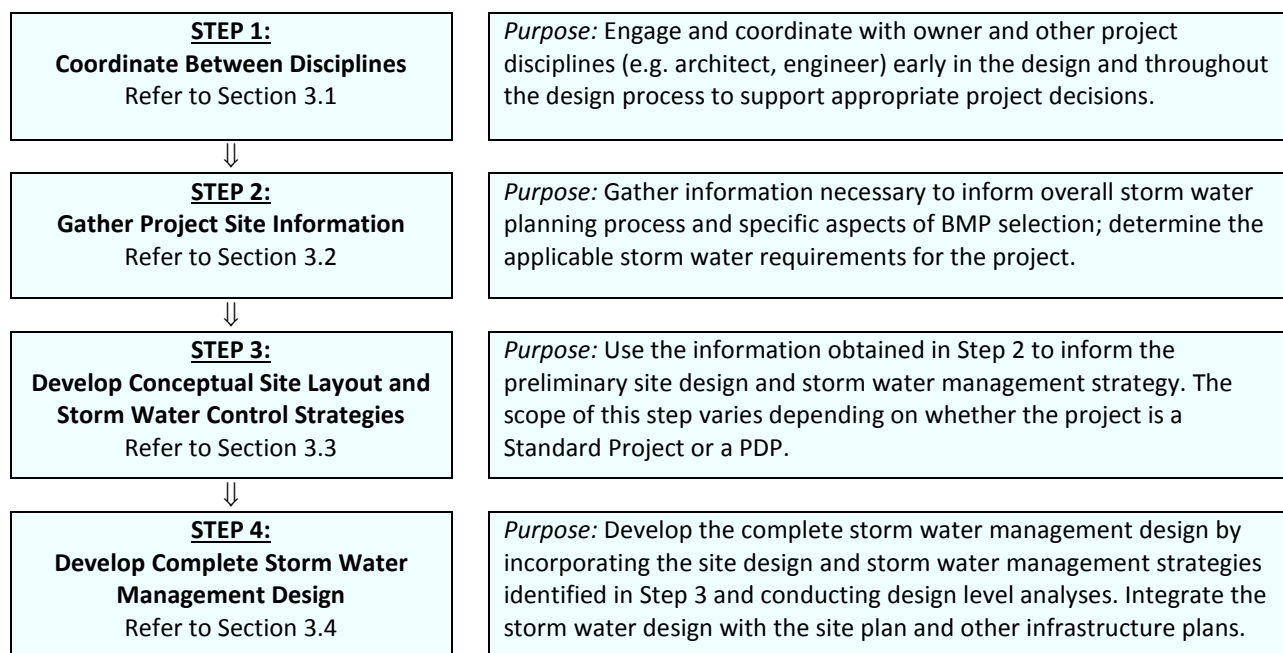 STEP 1:
Coordinate Between Disciplines
Refer to Section 3.1
Purpose: Engage and coordinate with owner and other project
disciplines (e.g. architect, engineer) early in the design and throughout
the design process to support appropriate project decisions.
⇓
STEP 2:
Gather Project Site Information
Refer to Section 3.2
Purpose: Gather information necessary to inform overall storm water
planning process and specific aspects of BMP selection; determine the
applicable storm water requirements for the project.
⇓
STEP 3:
Develop Conceptual Site Layout and
Storm Water Control Strategies
Refer to Section 3.3
Purpose: Use the information obtained in Step 2 to inform the
preliminary site design and storm water management strategy. The
scope of this step varies depending on whether the project is a
Standard Project or a PDP.
⇓
STEP 4:
Develop Complete Storm Water
Management Design
Refer to Section 3.4
Purpose: Develop the complete storm water management design by
incorporating the site design and storm water management strategies
identified in Step 3 and conducting design level analyses. Integrate the
storm water design with the site plan and other infrastructure plans.